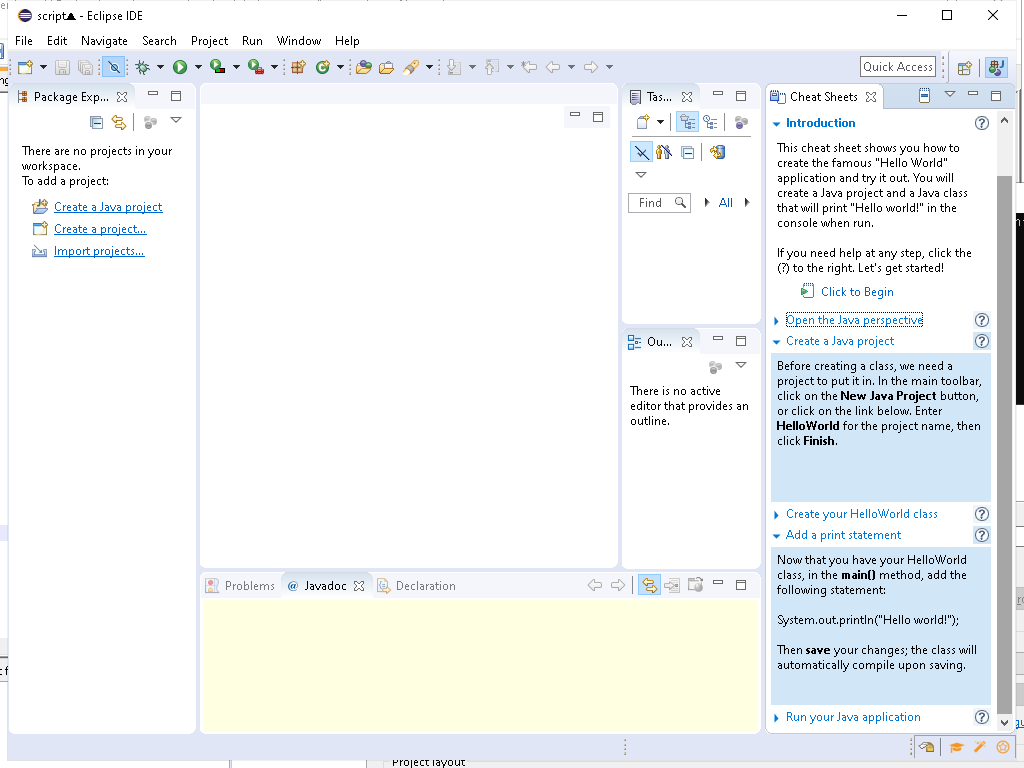 script▲ - Eclipse IDE
File Edit Navigate Search Project Run Window Help
Quick Access
Package Exp...
There are no projects in your
workspace.
To add a project:
Create a Java project
Create a project...
Import projects...
Tas...
Find
All
Ou...
There is no active
editor that provides an
outline.
Problems @ Javadoc Declaration
Cheat Sheets
Introduction
This cheat sheet shows you how to
create the famous "Hello World"
application and try it out. You will
create a Java project and a Java class
that will print "Hello world!" in the
console when run.
If you need help at any step, click the
(?) to the right. Let's get started!
Click to Begin
Open the Java perspective
Create a Java project
Before creating a class, we need a
project to put it in. In the main toolbar,
click on the New Java Project button,
or click on the link below. Enter
HelloWorld for the project name, then
click Finish.
Create your HelloWorld class
Add a print statement
Now that you have your HelloWorld
class, in the main() method, add the
following statement:
System.out.println("Hello world!");
Then save your changes; the class will
automatically compile upon saving.
Run your Java application
Project layout